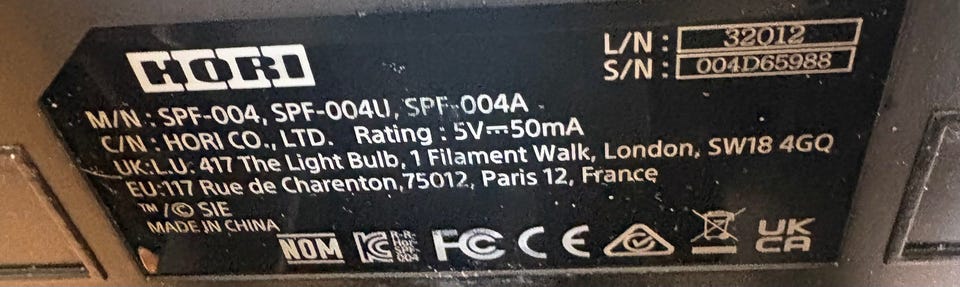 HORI
L/N : 32012
S/N : 004D65988
M/N : SPF-004, SPF-004U, SPF-004A
C/N : HORI CO., LTD. Rating : 5V⎓50mA
UK:L.U. 417 The Light Bulb, 1 Filament Walk, London, SW18 4GQ
EU:117 Rue de Charenton,75012, Paris 12, France
™/© SIE
MADE IN CHINA
NOM
FC CE
UK
CA